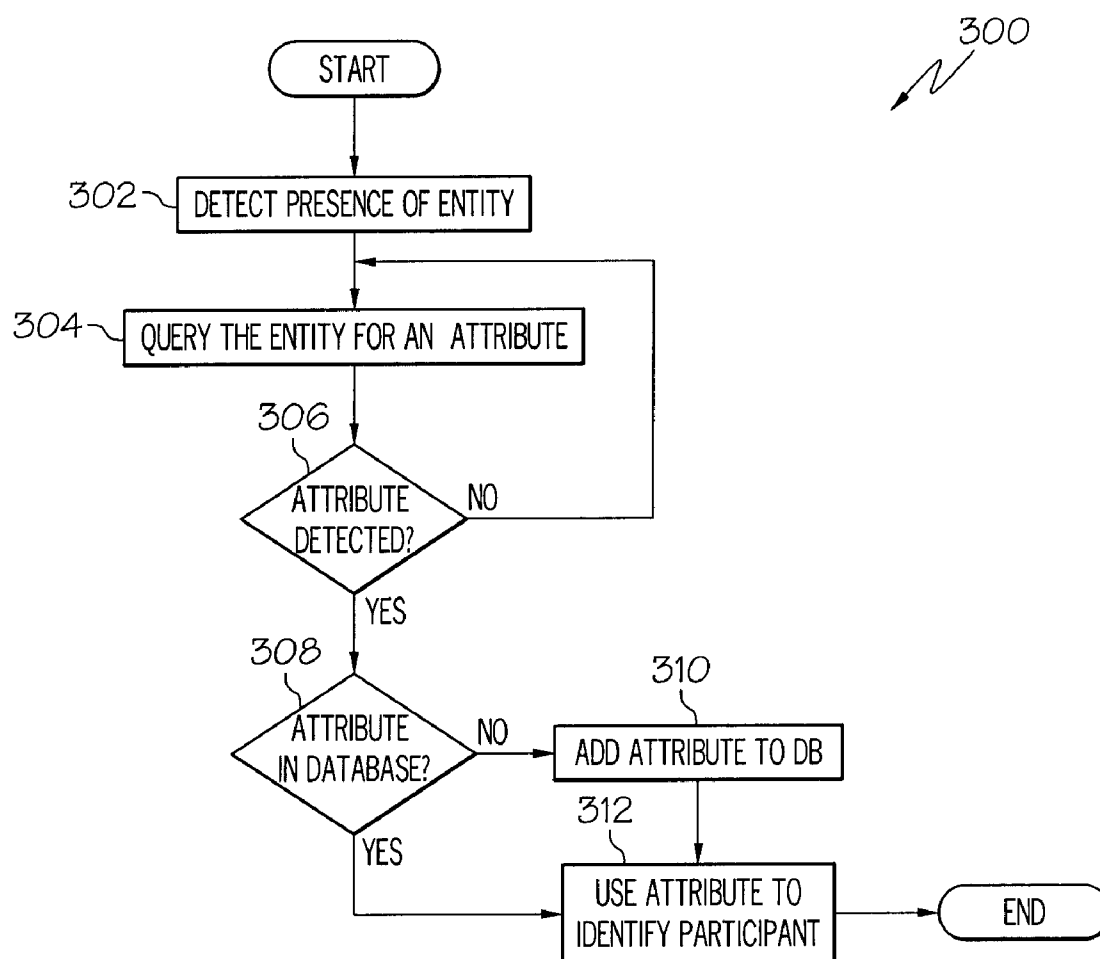 300
START
302
DETECT PRESENCE OF ENTITY
304
QUERY THE ENTITY FOR AN ATTRIBUTE
306
ATTRIBUTE
DETECTED?
NO
YES
308
ATTRIBUTE
IN DATABASE?
NO
310
ADD ATTRIBUTE TO DB
YES
312
USE ATTRIBUTE TO
IDENTIFY PARTICIPANT
END